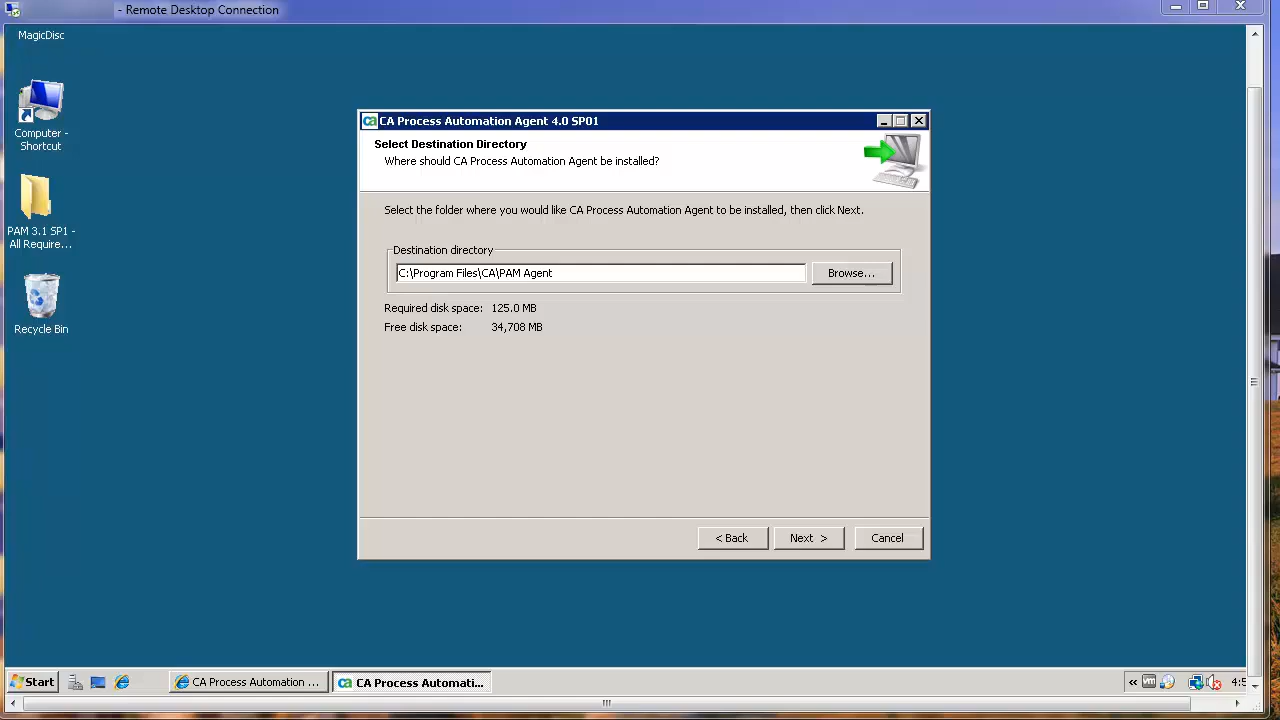 - Remote Desktop Connection
MagicDisc
Computer -
Shortcut
PAM 3.1 SP1 -
All Require...
Recycle Bin
ca CA Process Automation Agent 4.0 SP01
Select Destination Directory
Where should CA Process Automation Agent be installed?
Select the folder where you would like CA Process Automation Agent to be installed, then click Next.
Destination directory
C:\Program Files\CA\PAM Agent
Browse...
Required disk space: 125.0 MB
Free disk space: 34,708 MB
< Back
Next >
Cancel
Start
CA Process Automation ...
ca CA Process Automati...
«
4:5